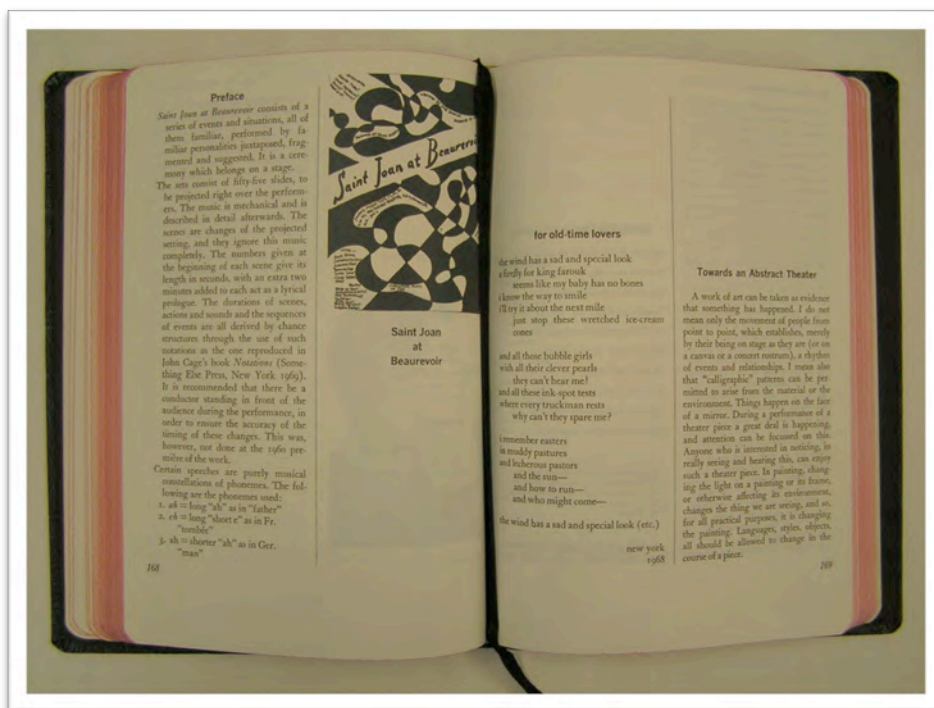 Preface
Saint Joan at Beaurevoir consists of a
series of events and situations, all of
them familiar, performed by fa-
miliar personalities juxtaposed, frag-
mented and suggested. It is a cere-
mony which belongs on a stage.
The sets consist of fifty-five slides, to
be projected right over the perform-
ers. The music is mechanical and is
described in detail afterwards. The
scenes are changes of the projected
setting, and they ignore this music
completely. The numbers given at
the beginning of each scene give its
length in seconds, with an extra two
minutes added to each act as a lyrical
prologue. The durations of scenes,
actions and sounds and the sequences
of events are all derived by chance
structures through the use of such
notations as the one reproduced in
John Cage's book Notations (Some-
thing Else Press, New York 1969).
It is recommended that there be a
conductor standing in front of the
audience during the performance, in
order to ensure the accuracy of the
timing of these changes. This was,
however, not done at the 1960 pre-
mière of the work.
Certain speeches are purely musical
constellations of phonemes. The fol-
lowing are the phonemes used:
1. ah = long "ah" as in "father"
2. eh = long "short e" as in Fr.
"tomber"
3. ah = shorter "ah" as in Ger.
"man"
168
Saint Joan at Beaurevoir
Saint Joan
at
Beaurevoir
for old-time lovers
the wind has a sad and special look
a firefly for king farouk
seems like my baby has no bones
i know the way to smile
i'll try it about the next mile
just stop these wretched ice-cream
cones
and all those bubble girls
with all their clever pearls
they can't hear me!
and all these ink-spot tests
where every truckman rests
why can't they spare me?
i remember easters
in muddy pastures
and lecherous pastors
and the sun—
and how to run—
and who might come—
the wind has a sad and special look (etc.)
new york
1968
Towards an Abstract Theater
A work of art can be taken as evidence
that something has happened. I do not
mean only the movement of people from
point to point, which establishes, merely
by their being on stage as they are (or on
a canvas or a concert rostrum), a rhythm
of events and relationships. I mean also
that "calligraphic" patterns can be per-
mitted to arise from the material or the
environment. Things happen on the face
of a mirror. During a performance of a
theater piece a great deal is happening,
and attention can be focused on this.
Anyone who is interested in noticing, in
really seeing and hearing this, can enjoy
such a theater piece. In painting, chang-
ing the light on a painting or its frame,
or otherwise affecting its environment,
changes the thing we are seeing, and so,
for all practical purposes, it is changing
the painting. Languages, styles, objects,
all should be allowed to change in the
course of a piece.
169